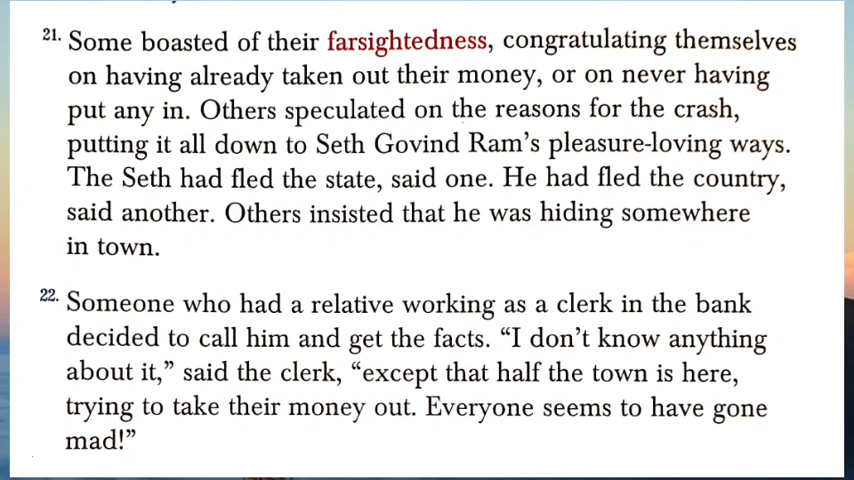 21. Some boasted of their farsightedness, congratulating themselves
on having already taken out their money, or on never having
put any in. Others speculated on the reasons for the crash,
putting it all down to Seth Govind Ram's pleasure-loving ways.
The Seth had fled the state, said one. He had fled the country,
said another. Others insisted that he was hiding somewhere
in town.
22. Someone who had a relative working as a clerk in the bank
decided to call him and get the facts. “I don't know anything
about it,” said the clerk, “except that half the town is here,
trying to take their money out. Everyone seems to have gone
mad!”